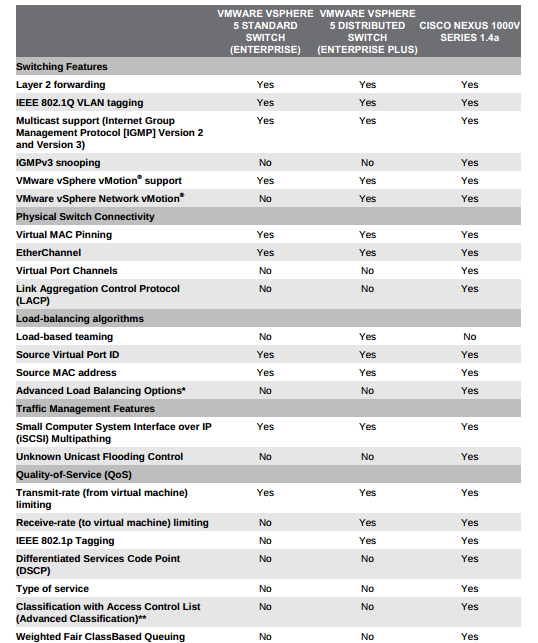 VMWARE VSPHERE 5 STANDARD SWITCH (ENTERPRISE) VMWARE VSPHERE 5 DISTRIBUTED SWITCH (ENTERPRISE PLUS) CISCO NEXUS 1000V SERIES 1.4a
Switching Features
Layer 2 forwarding Yes Yes Yes
IEEE 802.1Q VLAN tagging Yes Yes Yes
Multicast support (Internet Group Yes Yes Yes
Management Protocol [IGMP] Version 2
and Version 3)
IGMPv3 snooping No No Yes
VMware vSphere vMotion® support Yes Yes Yes
VMware vSphere Network vMotion® No Yes Yes
Physical Switch Connectivity
Virtual MAC Pinning Yes Yes Yes
EtherChannel Yes Yes Yes
Virtual Port Channels No No Yes
Link Aggregation Control Protocol No No Yes
(LACP)
Load-balancing algorithms
Load-based teaming No Yes No
Source Virtual Port ID Yes Yes Yes
Source MAC address Yes Yes Yes
Advanced Load Balancing Options* No No Yes
Traffic Management Features
Small Computer System Interface over IP Yes Yes Yes
(iSCSI) Multipathing
Unknown Unicast Flooding Control No No Yes
Quality-of-Service (QoS)
Transmit-rate (from virtual machine) Yes Yes Yes
limiting
Receive-rate (to virtual machine) limiting No Yes Yes
IEEE 802.1p Tagging No Yes Yes
Differentiated Services Code Point No No Yes
(DSCP)
Type of service No No Yes
Classification with Access Control List No No Yes
(Advanced Classification)**
Weighted Fair ClassBased Queuing No No Yes